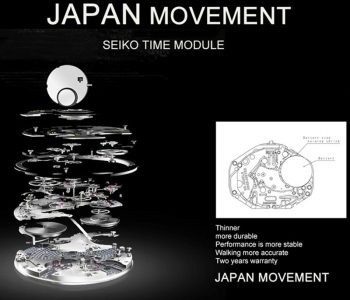 JAPAN MOVEMENT
SEIKO TIME MODULE
Battery
Thinner
more durable
Performance is more stable
Walking more accurate
Two years warranty
JAPAN MOVEMENT